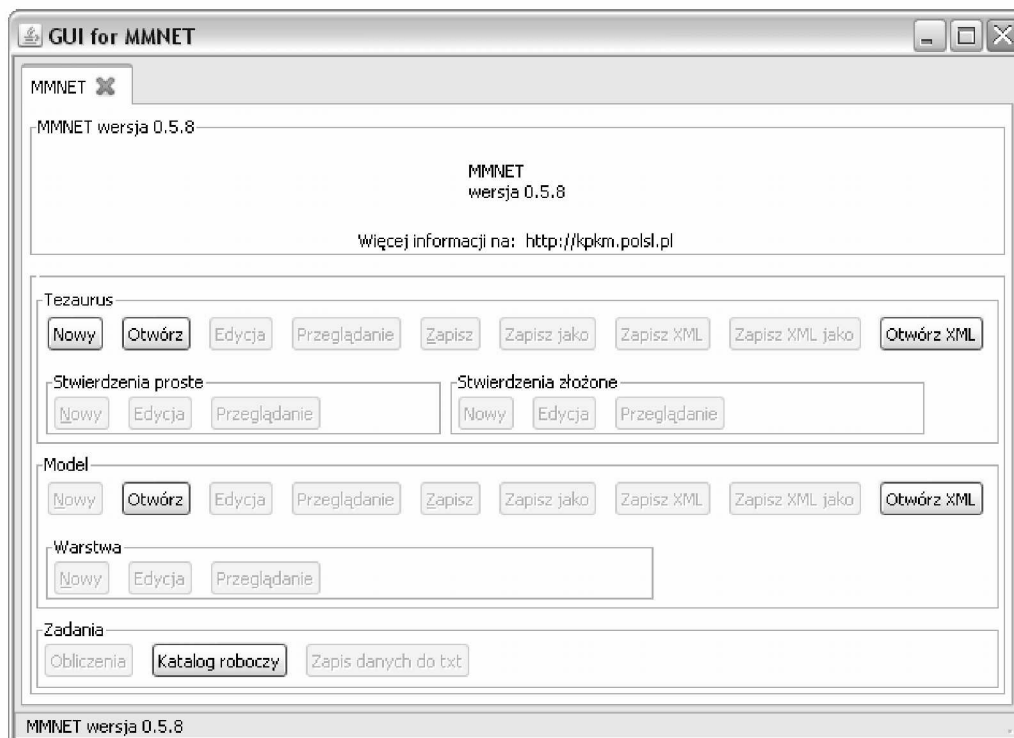 GUI for MMNET
MMNET
MMNET wersja 0.5.8
MMNET
wersja 0.5.8
Więcej informacji na: http://kpkm.polsl.pl
Tezaurus
Nowy Otwórz Edycja Przeglądanie Zapisz Zapisz jako Zapisz XML Zapisz XML jako Otwórz XML
Stwierdzenia proste Stwierdzenia złożone
Nowy Edycja Przeglądanie Nowy Edycja Przeglądanie
Model
Nowy Otwórz Edycja Przeglądanie Zapisz Zapisz jako Zapisz XML Zapisz XML jako Otwórz XML
Warstwa
Nowy Edycja Przeglądanie
Zadania
Obliczenia Katalog roboczy Zapis danych do txt
MMNET wersja 0.5.8